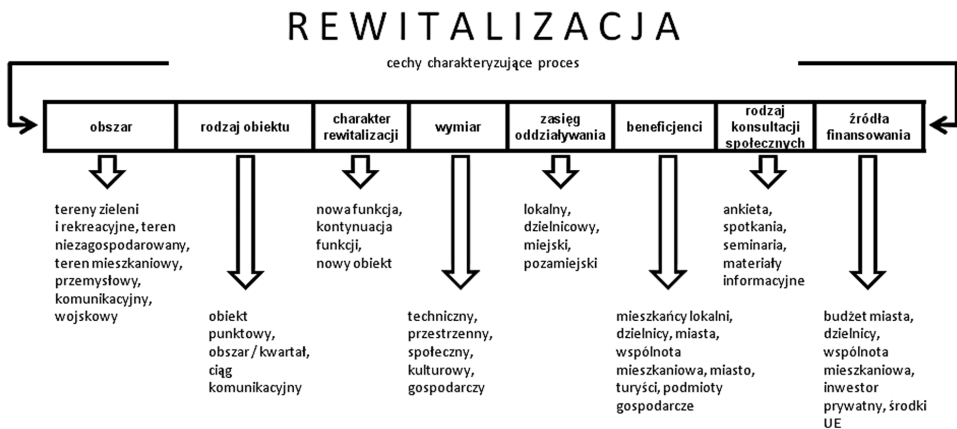 REWITALIZACJA
cechy charakteryzujące proces
obszar
rodzaj obiektu
charakter
rewitalizacji
wymiar
zasięg
oddziaływania
beneficjenci
rodzaj
konsultacji
społecznych
źródła
finansowania
tereny zieleni
i rekreacyjne, teren
niezagospodarowany,
teren mieszkaniowy,
przemysłowy,
komunikacyjny,
wojskowy
obiekt
punktowy,
obszar / kwartał,
ciąg
komunikacyjny
nowa funkcja,
kontynuacja
funkcji,
nowy obiekt
techniczny,
przestrzenny,
społeczny,
kulturowy,
gospodarczy
lokalny,
dzielnicowy,
miejski,
pozamiejski
mieszkańcy lokalni,
dzielnicy, miasta,
wspólnota
mieszkaniowa, miasto,
turyści, podmioty
gospodarcze
ankieta,
spotkania,
seminaria,
materiały
informacyjne
budżet miasta,
dzielnicy,
wspólnota
mieszkaniowa,
inwestor
prywatny, środki
UE